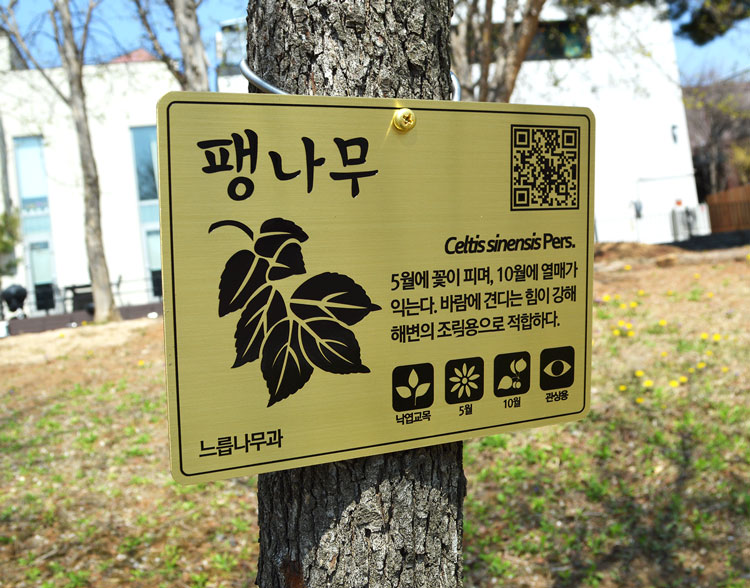 팽나무
Celtis sinensis Pers.
5월에 꽃이 피며, 10월에 열매가
익는다. 바람에 견디는 힘이 강해
해변의 조림용으로 적합하다.
낙엽교목
5월
10월
관상용
느릅나무과